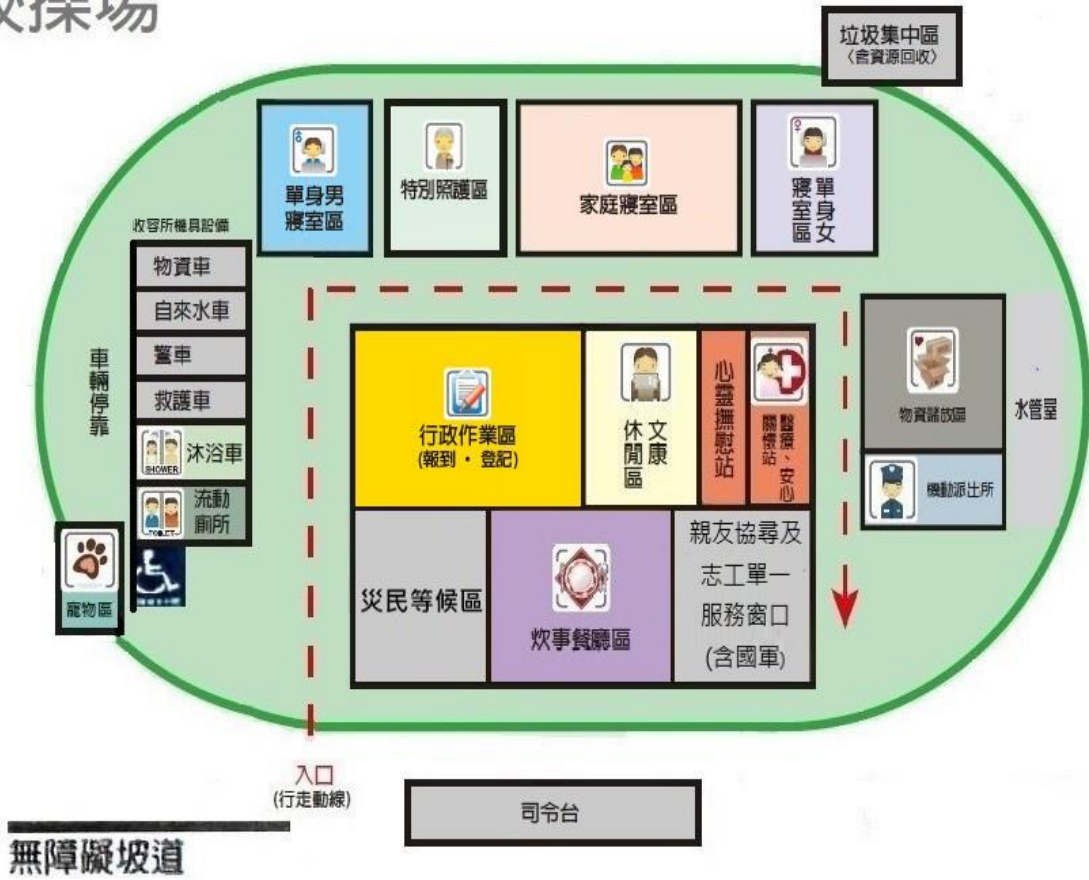 操場
垃圾集中區
〈含資源回收〉
單身男
寢室區
特別照護區
家庭寢室區
單身女
寢室區
收容所機具設備
物資車
自來水車
警車
救護車
SHOWER
沐浴車
TOILET
流動
廁所
車輛停靠
寵物區
行政作業區
(報到・登記)
文康
休閒區
心靈撫慰站
醫療、安心
關懷站
物資儲放區
水管屋
機動派出所
災民等候區
炊事餐廳區
親友協尋及
志工單一
服務窗口
(含國軍)
入口
(行走動線)
司令台
無障礙坡道